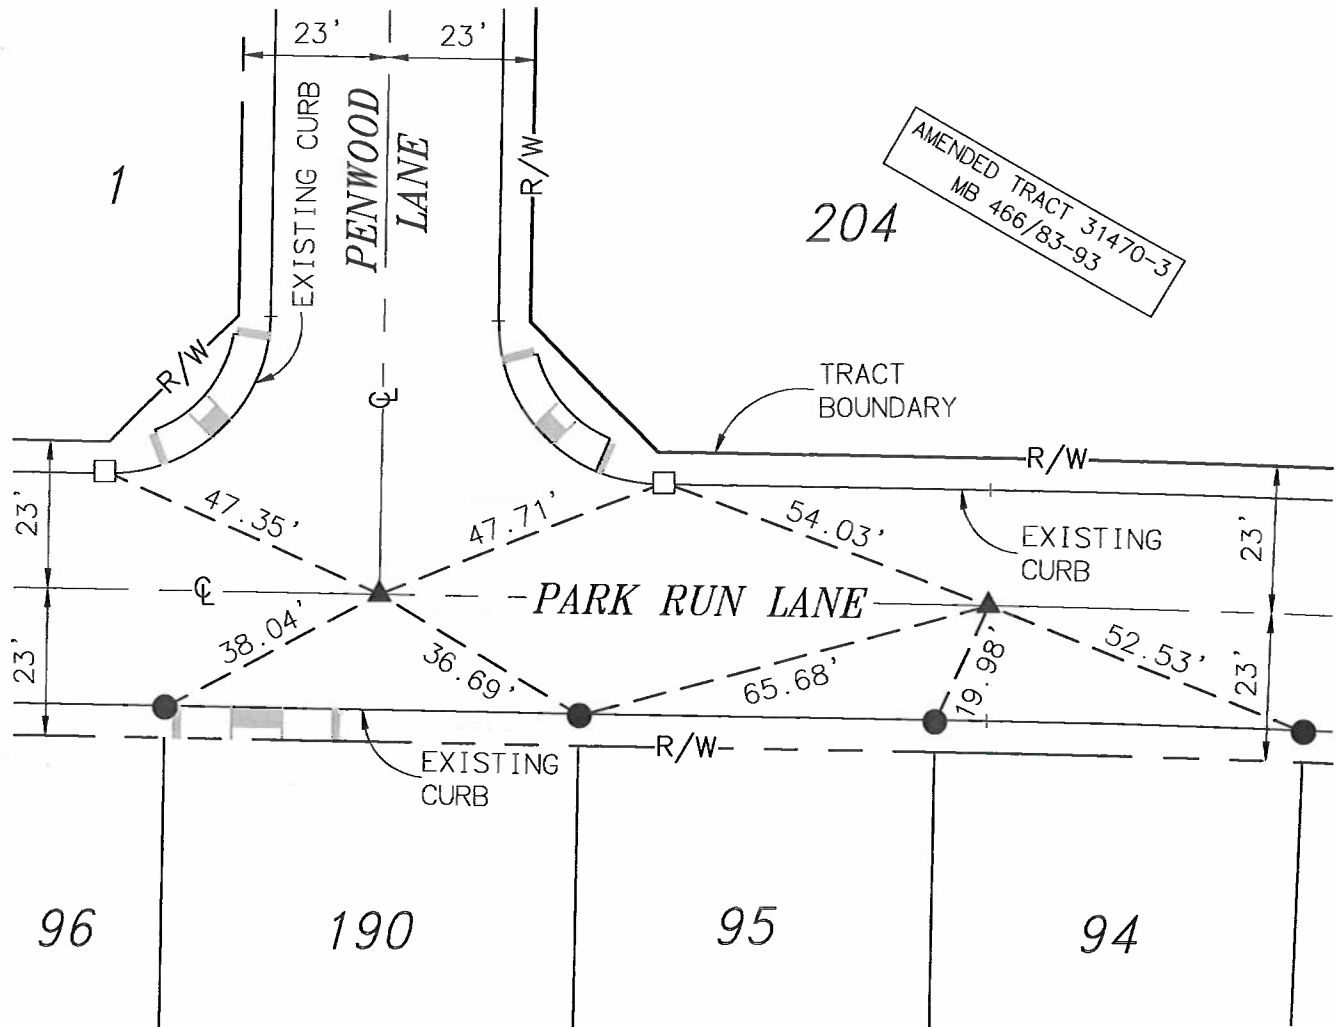 23'
23'
EXISTING CURB
PENWOOD
LANE
R/W
1
204
AMENDED TRACT 31470-3
MB 466/83-93
R/W
℄
TRACT
BOUNDARY
R/W
23'
47.35'
47.71'
54.03'
EXISTING
CURB
23'
℄
PARK RUN LANE
23'
38.04'
36.69'
65.68'
19.98'
52.53'
23'
EXISTING
CURB
R/W
96
190
95
94